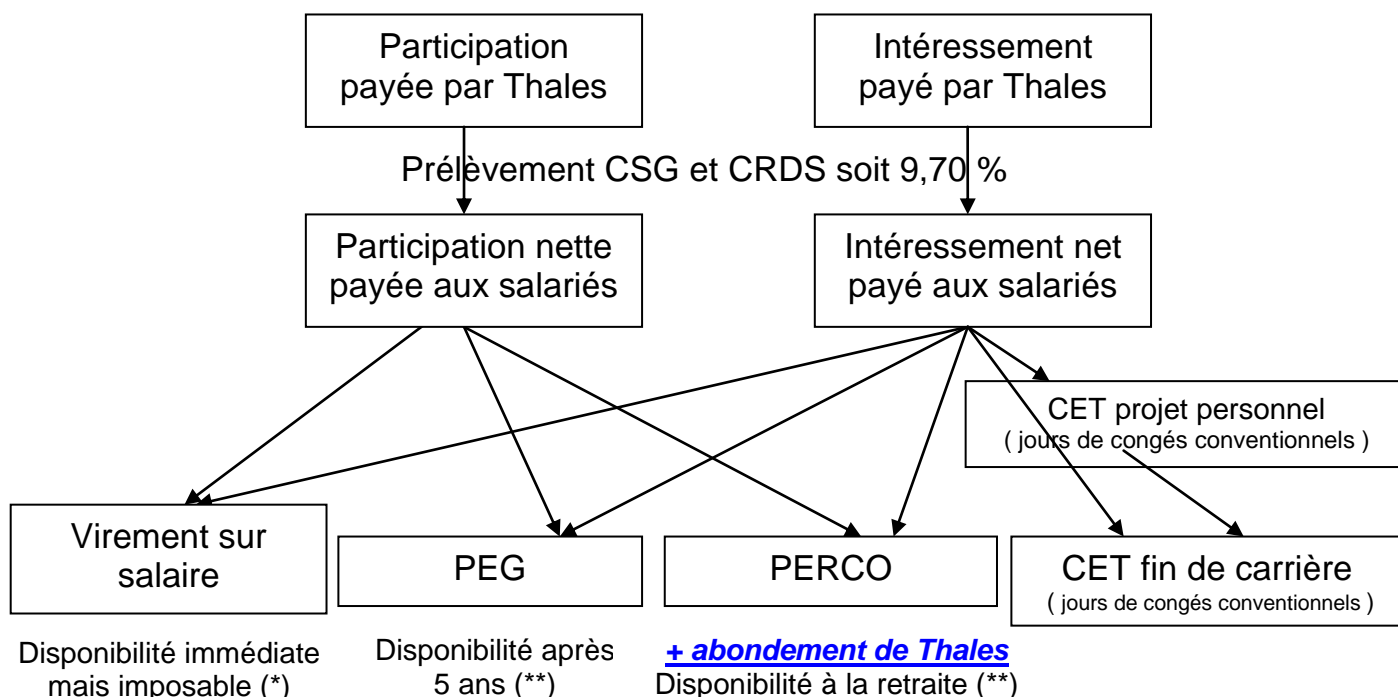 Participation
payée par Thales
Intéressement
payé par Thales
Prélèvement CSG et CRDS soit 9,70 %
Participation nette
payée aux salariés
Intéressement net
payé aux salariés
CET projet personnel
( jours de congés conventionnels )
Virement sur
salaire
PEG
PERCO
CET fin de carrière
( jours de congés conventionnels )
Disponibilité immédiate
mais imposable (*)
Disponibilité après
5 ans (**)
+ abondement de Thales
Disponibilité à la retraite (**)